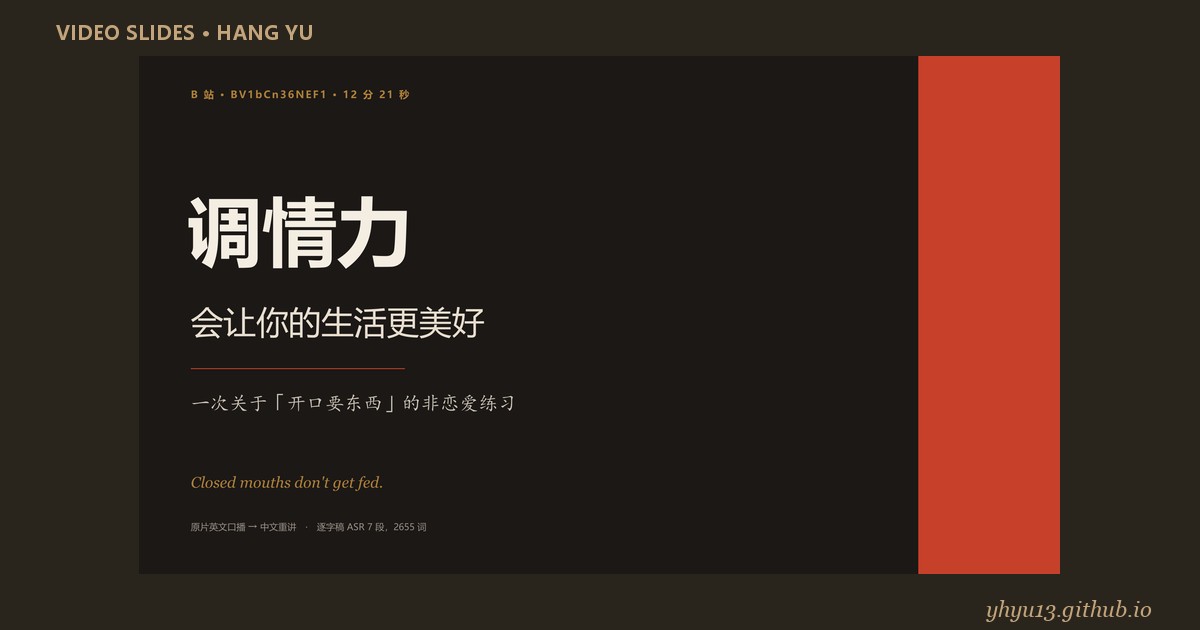 VIDEO SLIDES • HANG YU
B 站 • BV1bCn36NEF1 • 12 分 21 秒
调情力
会让你的生活更美好
一次关于「开口要东西」的非恋爱练习
Closed mouths don't get fed.
原片英文口播 → 中文重讲 · 逐字稿 ASR 7 段，2655 词
yhyu13.github.io